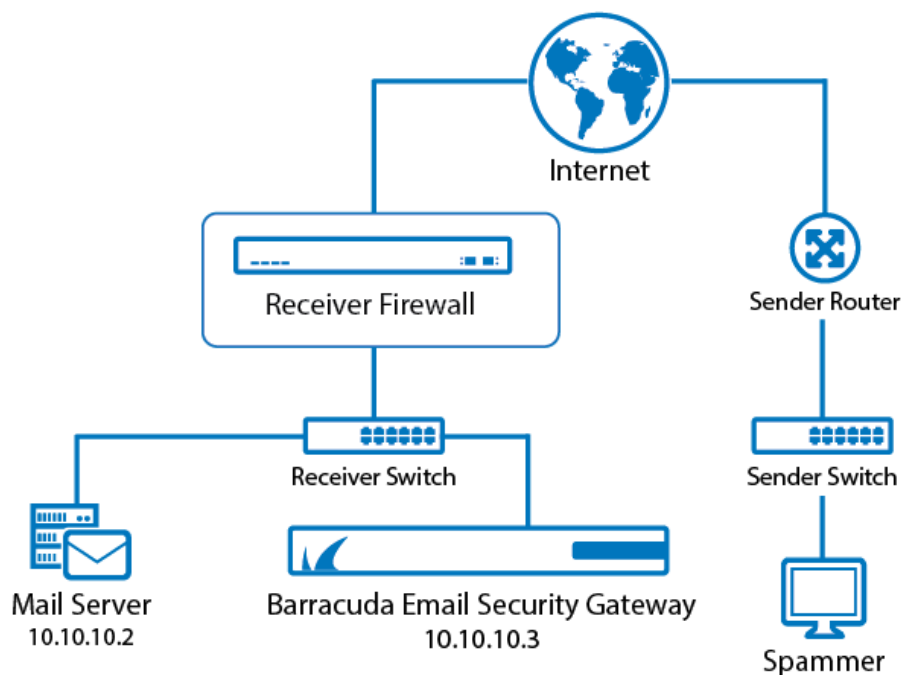 Internet
Receiver Firewall
Sender Router
Receiver Switch
Sender Switch
Mail Server
10.10.10.2
Barracuda Email Security Gateway
10.10.10.3
Spammer